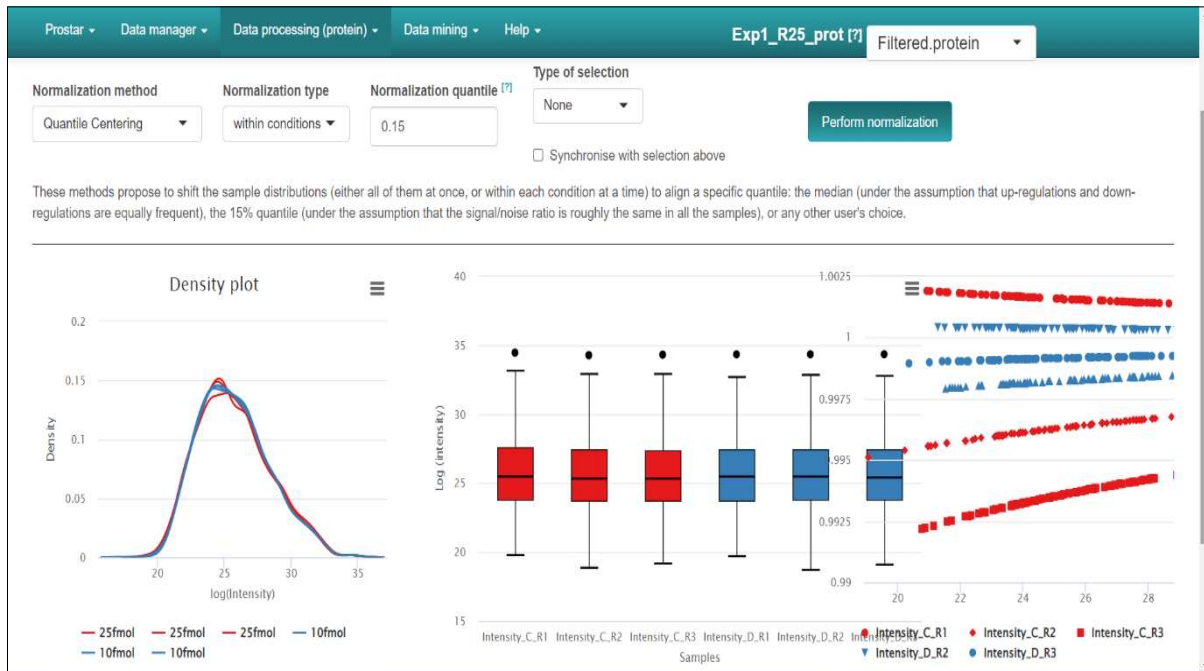 Prostar Data manager Data processing (protein) Data mining Help Exp1_R25_prot [?] Filtered.protein
Normalization method Normalization type Normalization quantile [?] Type of selection
Quantile Centering within conditions 0.15 None Perform normalization
Synchronise with selection above
These methods propose to shift the sample distributions (either all of them at once, or within each condition at a time) to align a specific quantile: the median (under the assumption that up-regulations and down-
regulations are equally frequent), the 15% quantile (under the assumption that the signal/noise ratio is roughly the same in all the samples), or any other user's choice.
Density plot
0.2
0.15
0.1
0.05
0
Density
20 25 30 35
log(Intensity)
25fmol 25fmol 25fmol 10fmol
10fmol 10fmol
40
35
30
25
20
15
Log (intensity)
Intensity_C_R1 Intensity_C_R2 Intensity_C_R3 Intensity_D_R1 Intensity_D_R2
Samples
1.0025
1
0.9975
0.995
0.9925
0.99
20 22 24 26 28
Intensity_C_R1 Intensity_C_R2 Intensity_C_R3
Intensity_D_R2 Intensity_D_R3